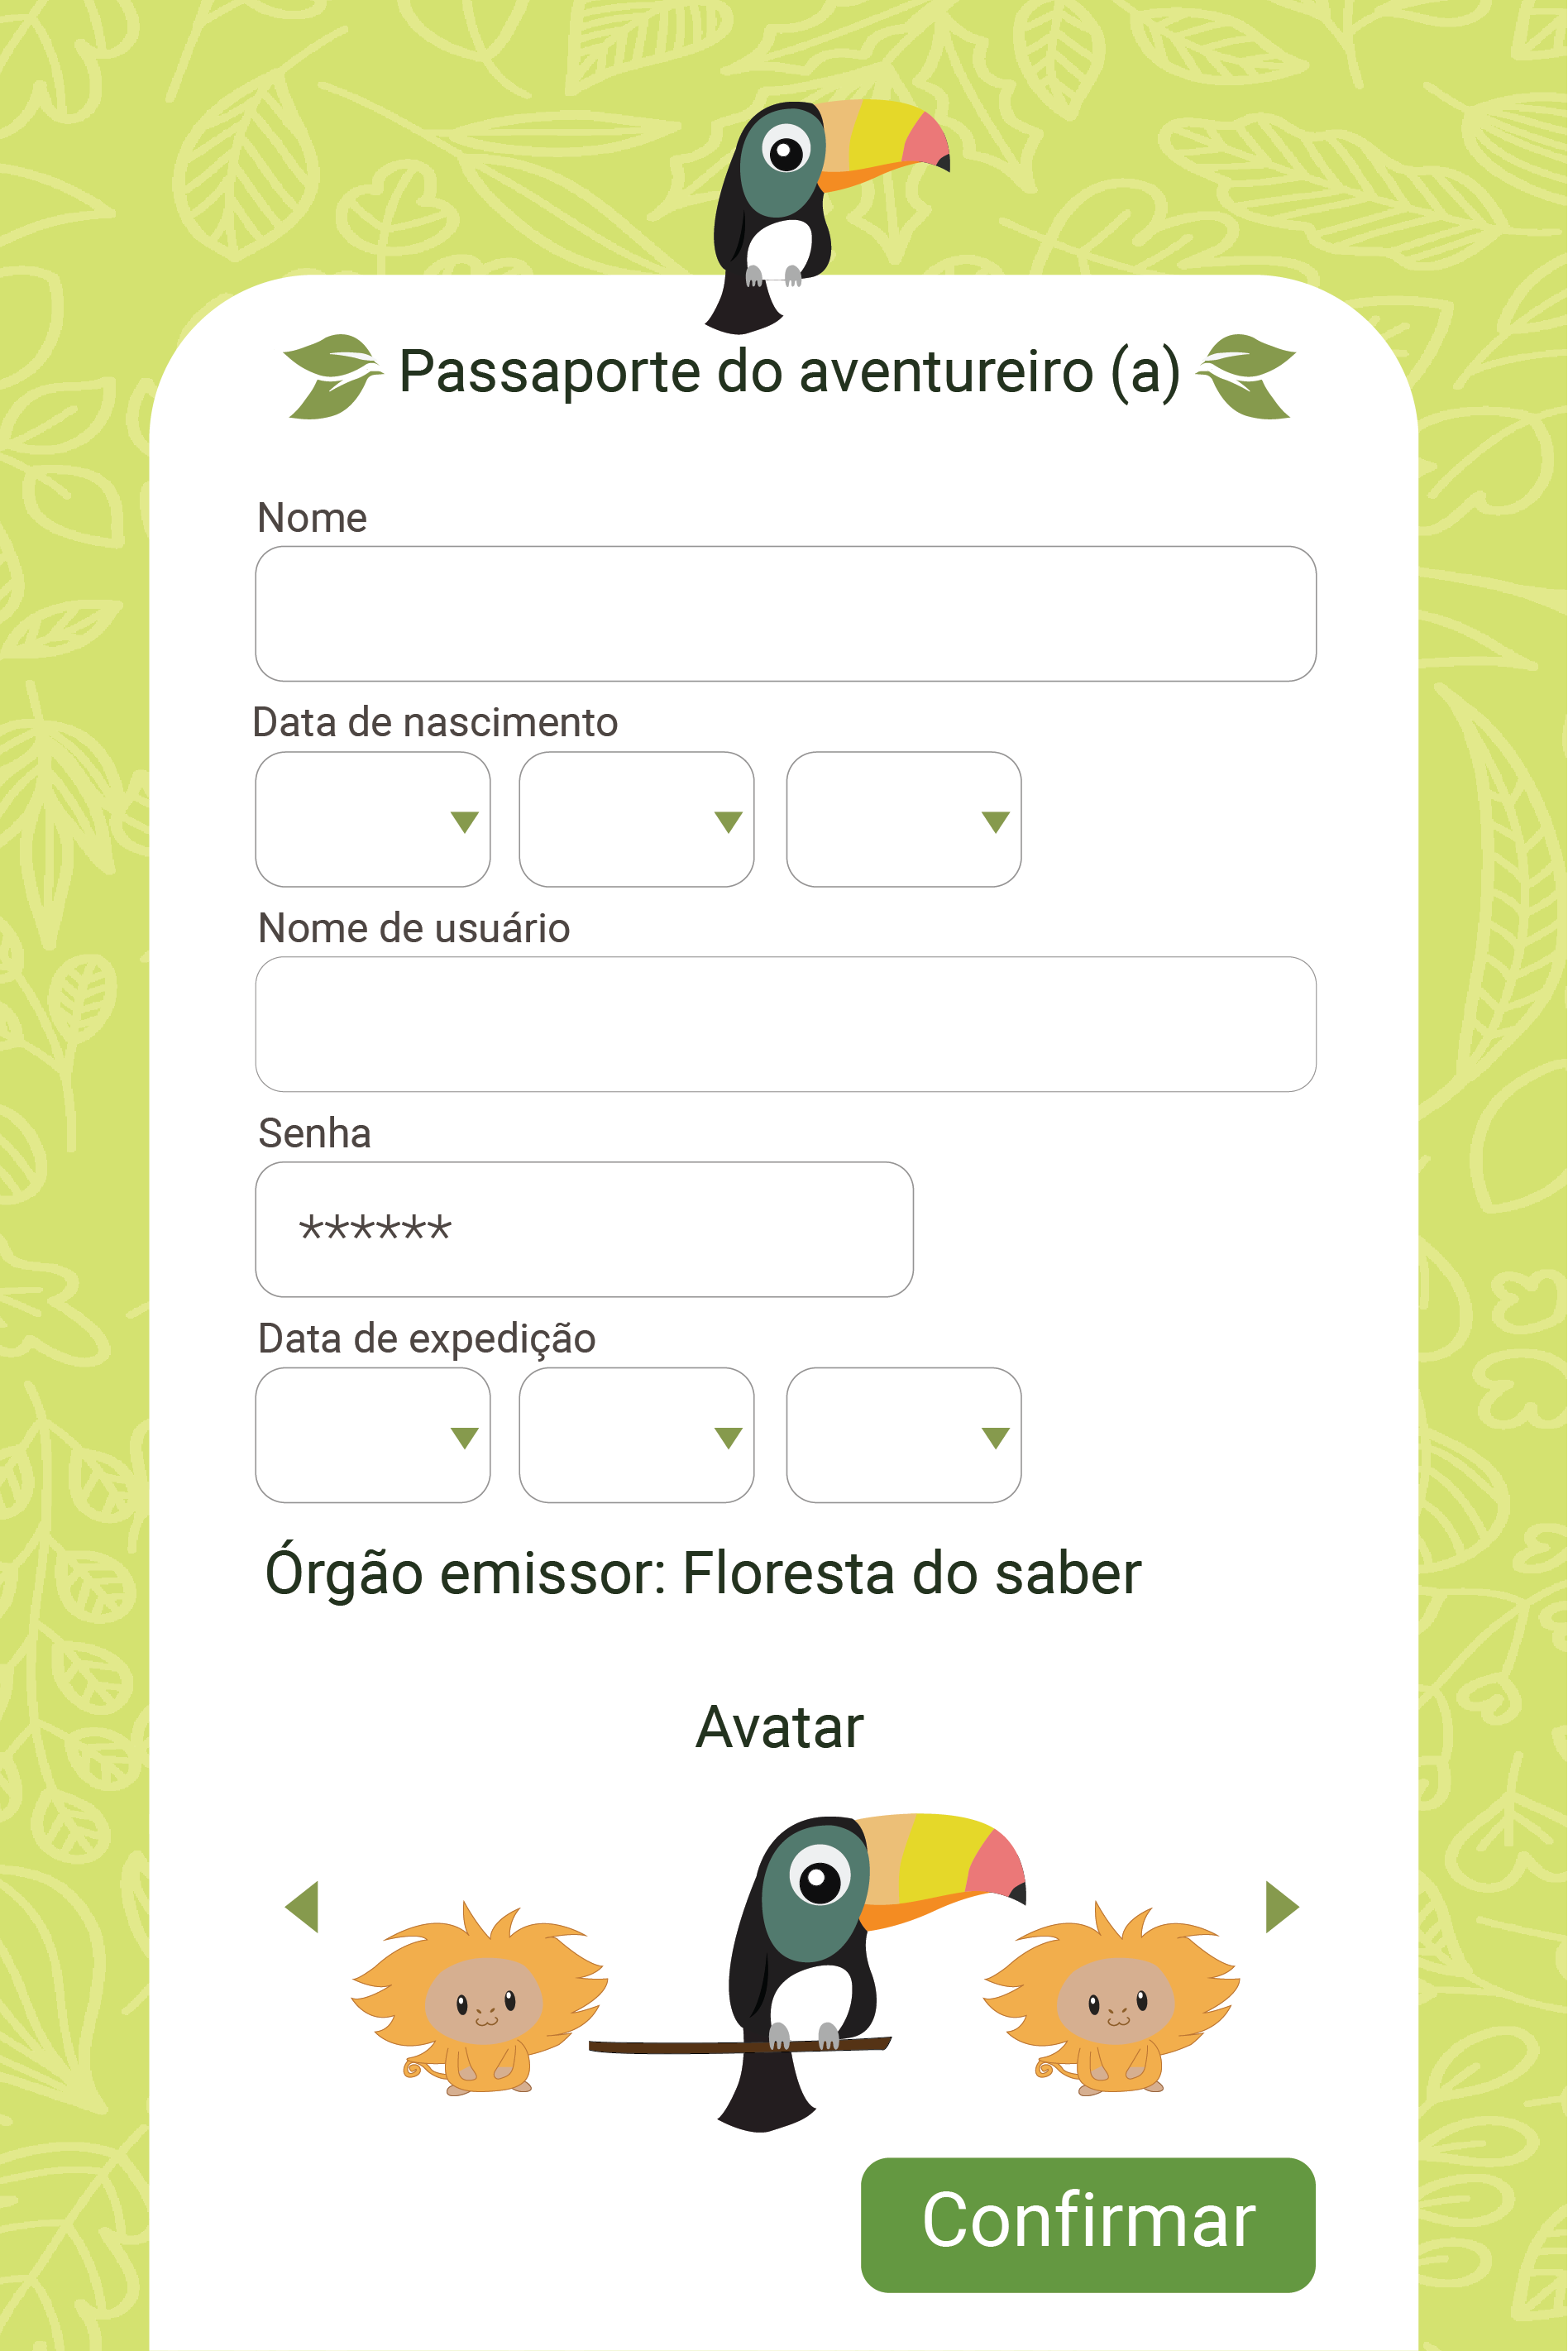 Passaporte do aventureiro (a)
Nome
Data de nascimento
Nome de usuário
Senha
******
Data de expedição
Órgão emissor: Floresta do saber
Avatar
Confirmar